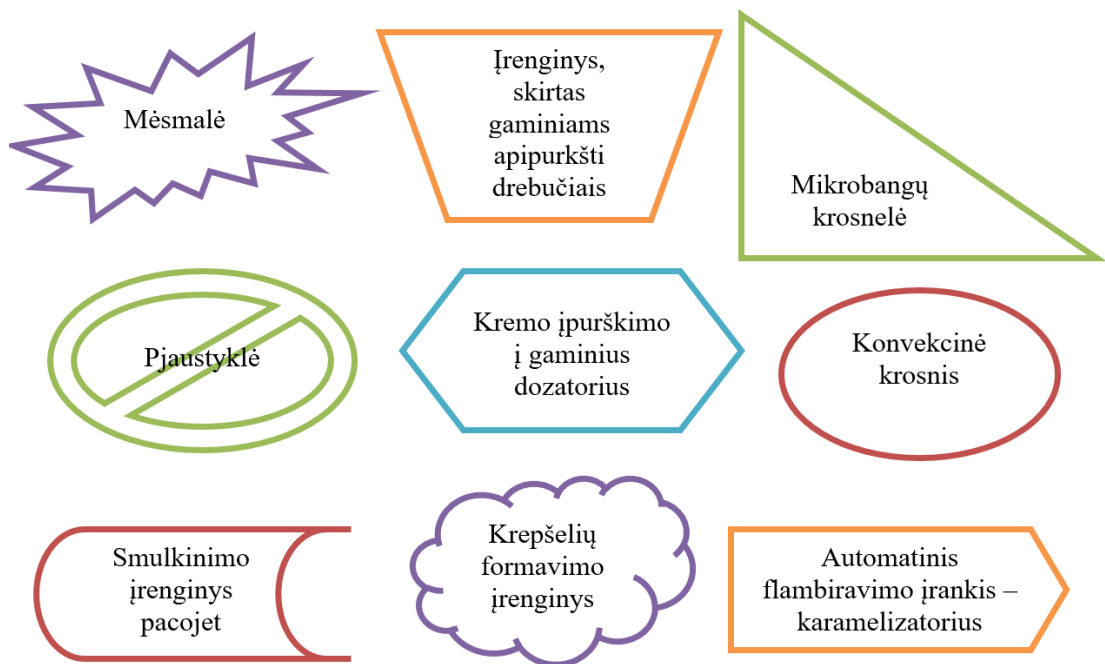 Mėsmalė
Įrenginys,
skirtas
gaminiams
apipurkšti
drebučiais
Mikrobangų
krosnelė
Pjaustyklė
Kremo įpurškimo
į gaminius
dozatorius
Konvekcinė
krosnis
Smulkinimo
įrenginys
pacojet
Krepšelių
formavimo
įrenginys
Automatinis
flambiravimo įrankis –
karamelizatorius